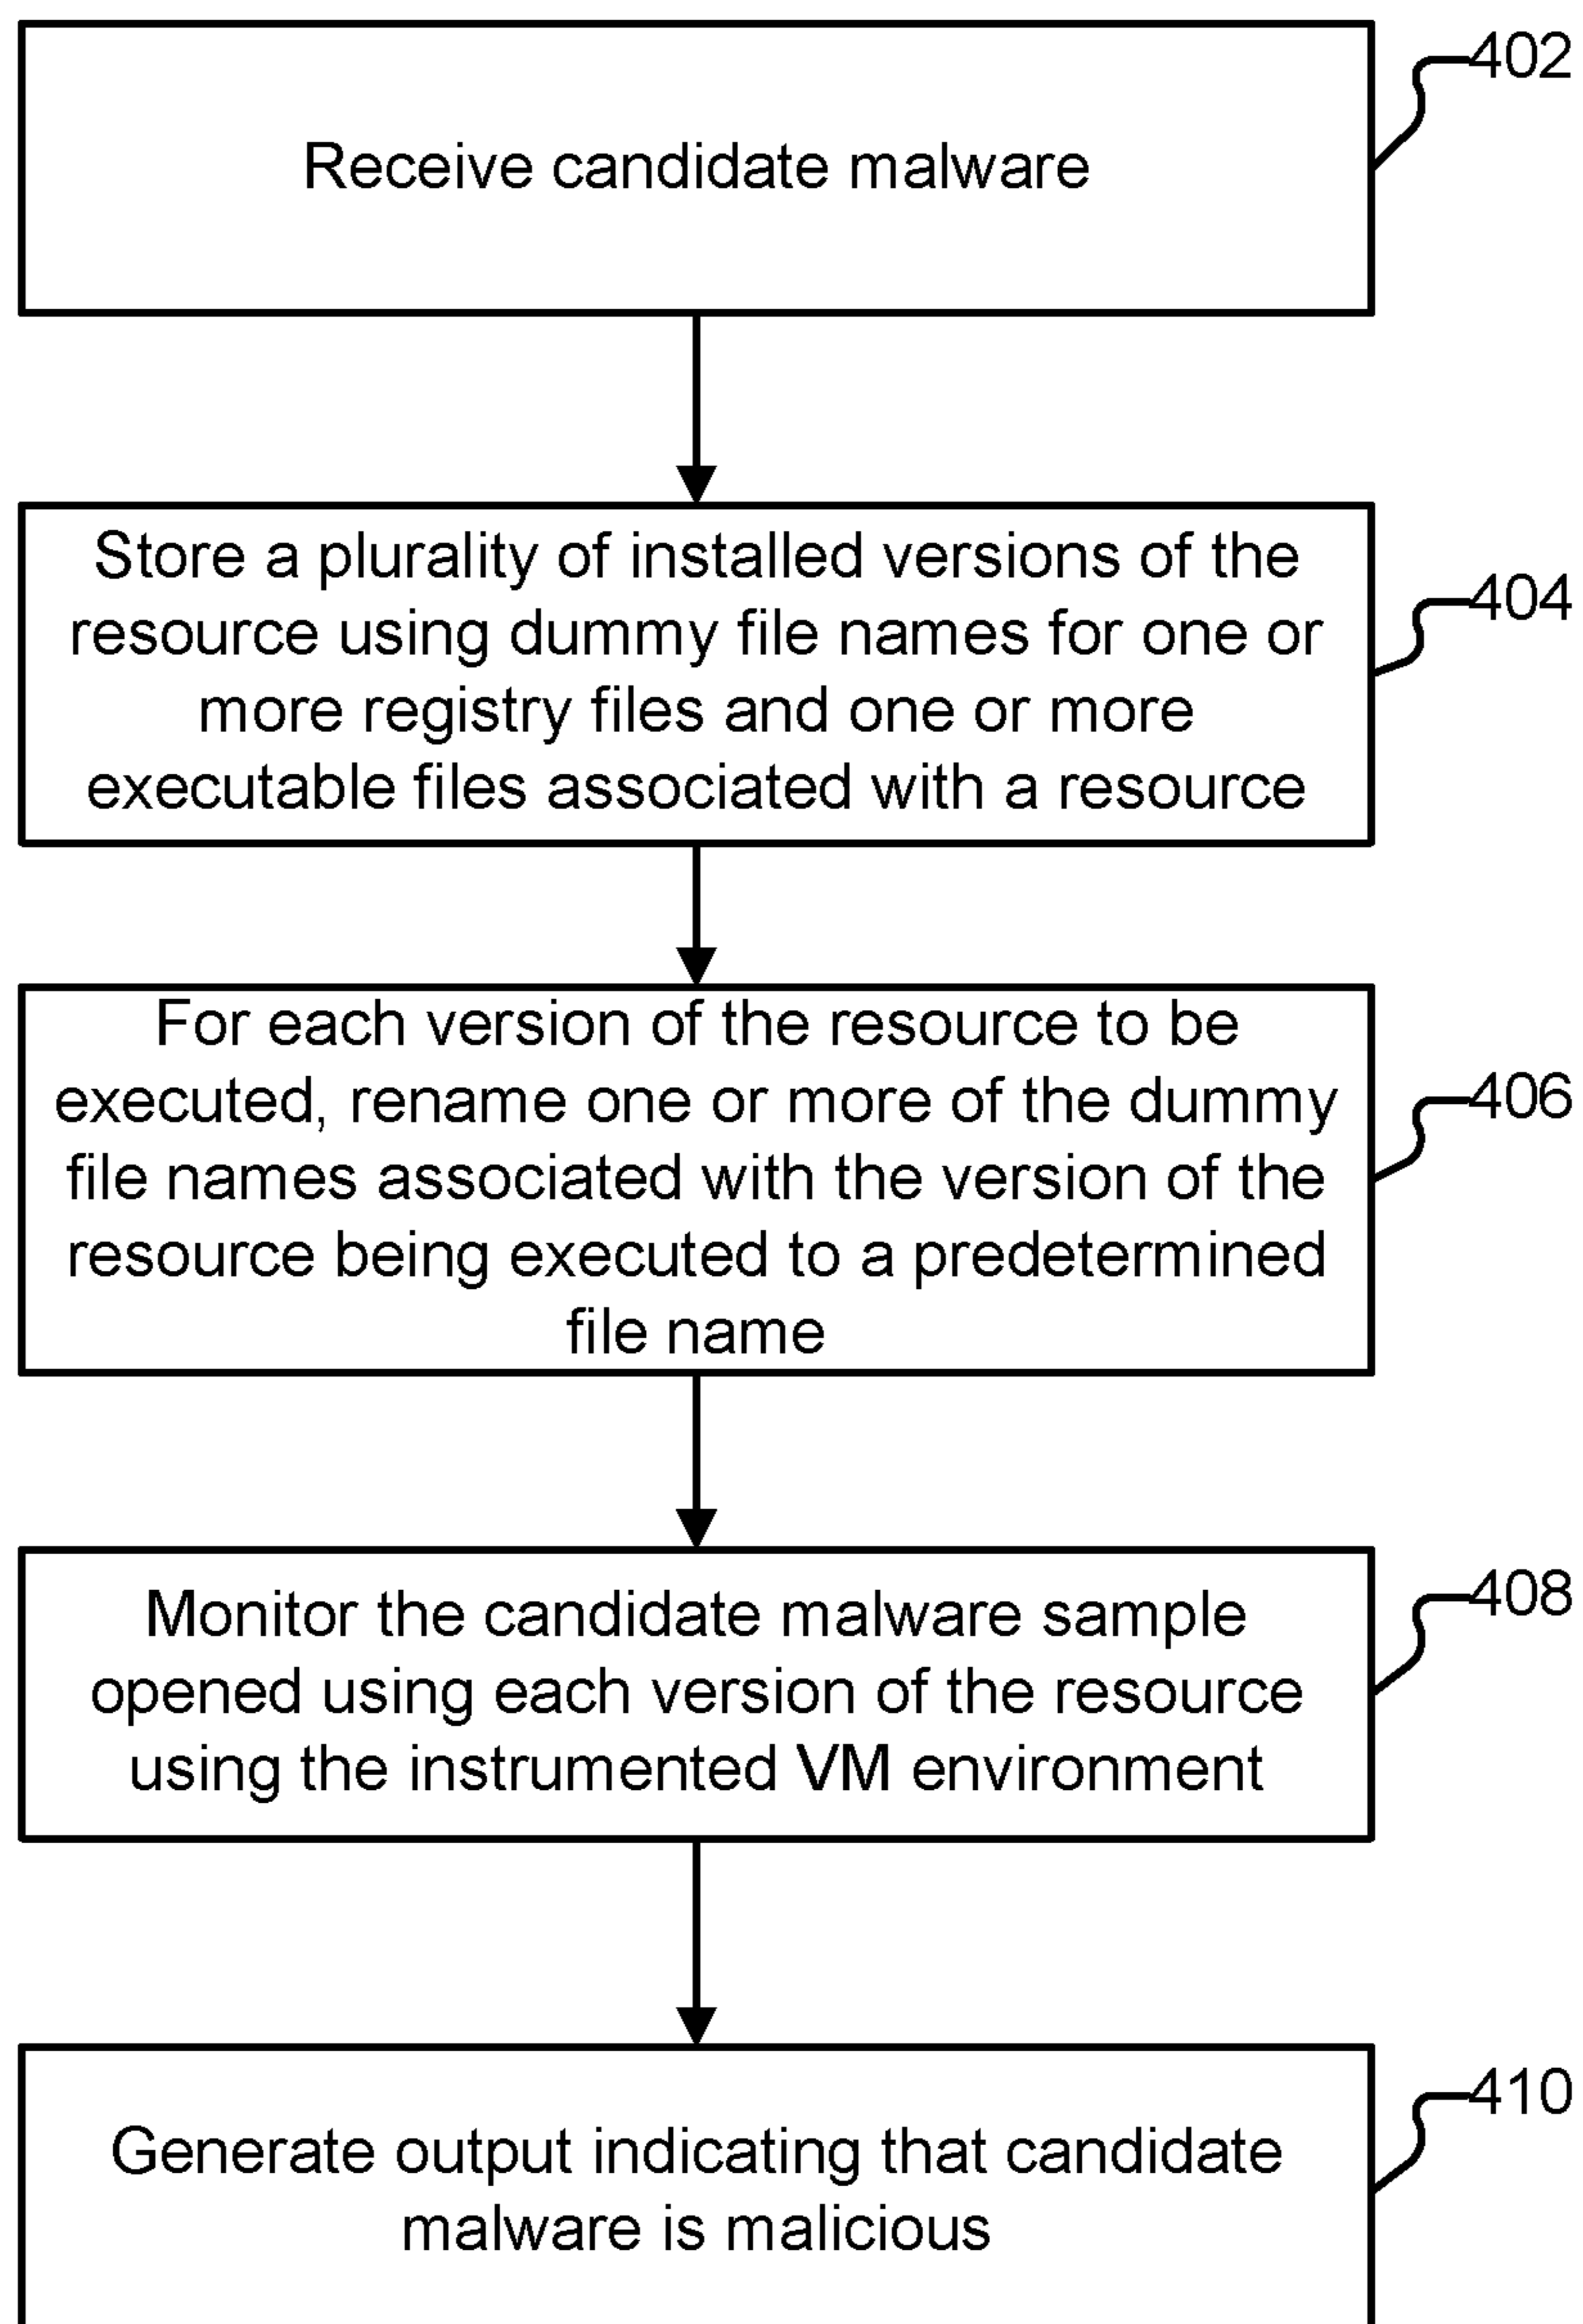 402
Receive candidate malware
Store a plurality of installed versions of the
resource using dummy file names for one or
more registry files and one or more
executable files associated with a resource
404
For each version of the resource to be
executed, rename one or more of the dummy
file names associated with the version of the
resource being executed to a predetermined
file name
406
Monitor the candidate malware sample
opened using each version of the resource
using the instrumented VM environment
408
Generate output indicating that candidate
malware is malicious
410